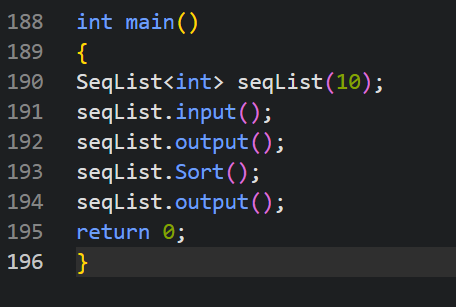 188 int main()
189 {
190 SeqList<int> seqList(10);
191 seqList.input();
192 seqList.output();
193 seqList.Sort();
194 seqList.output();
195 return 0;
196 }